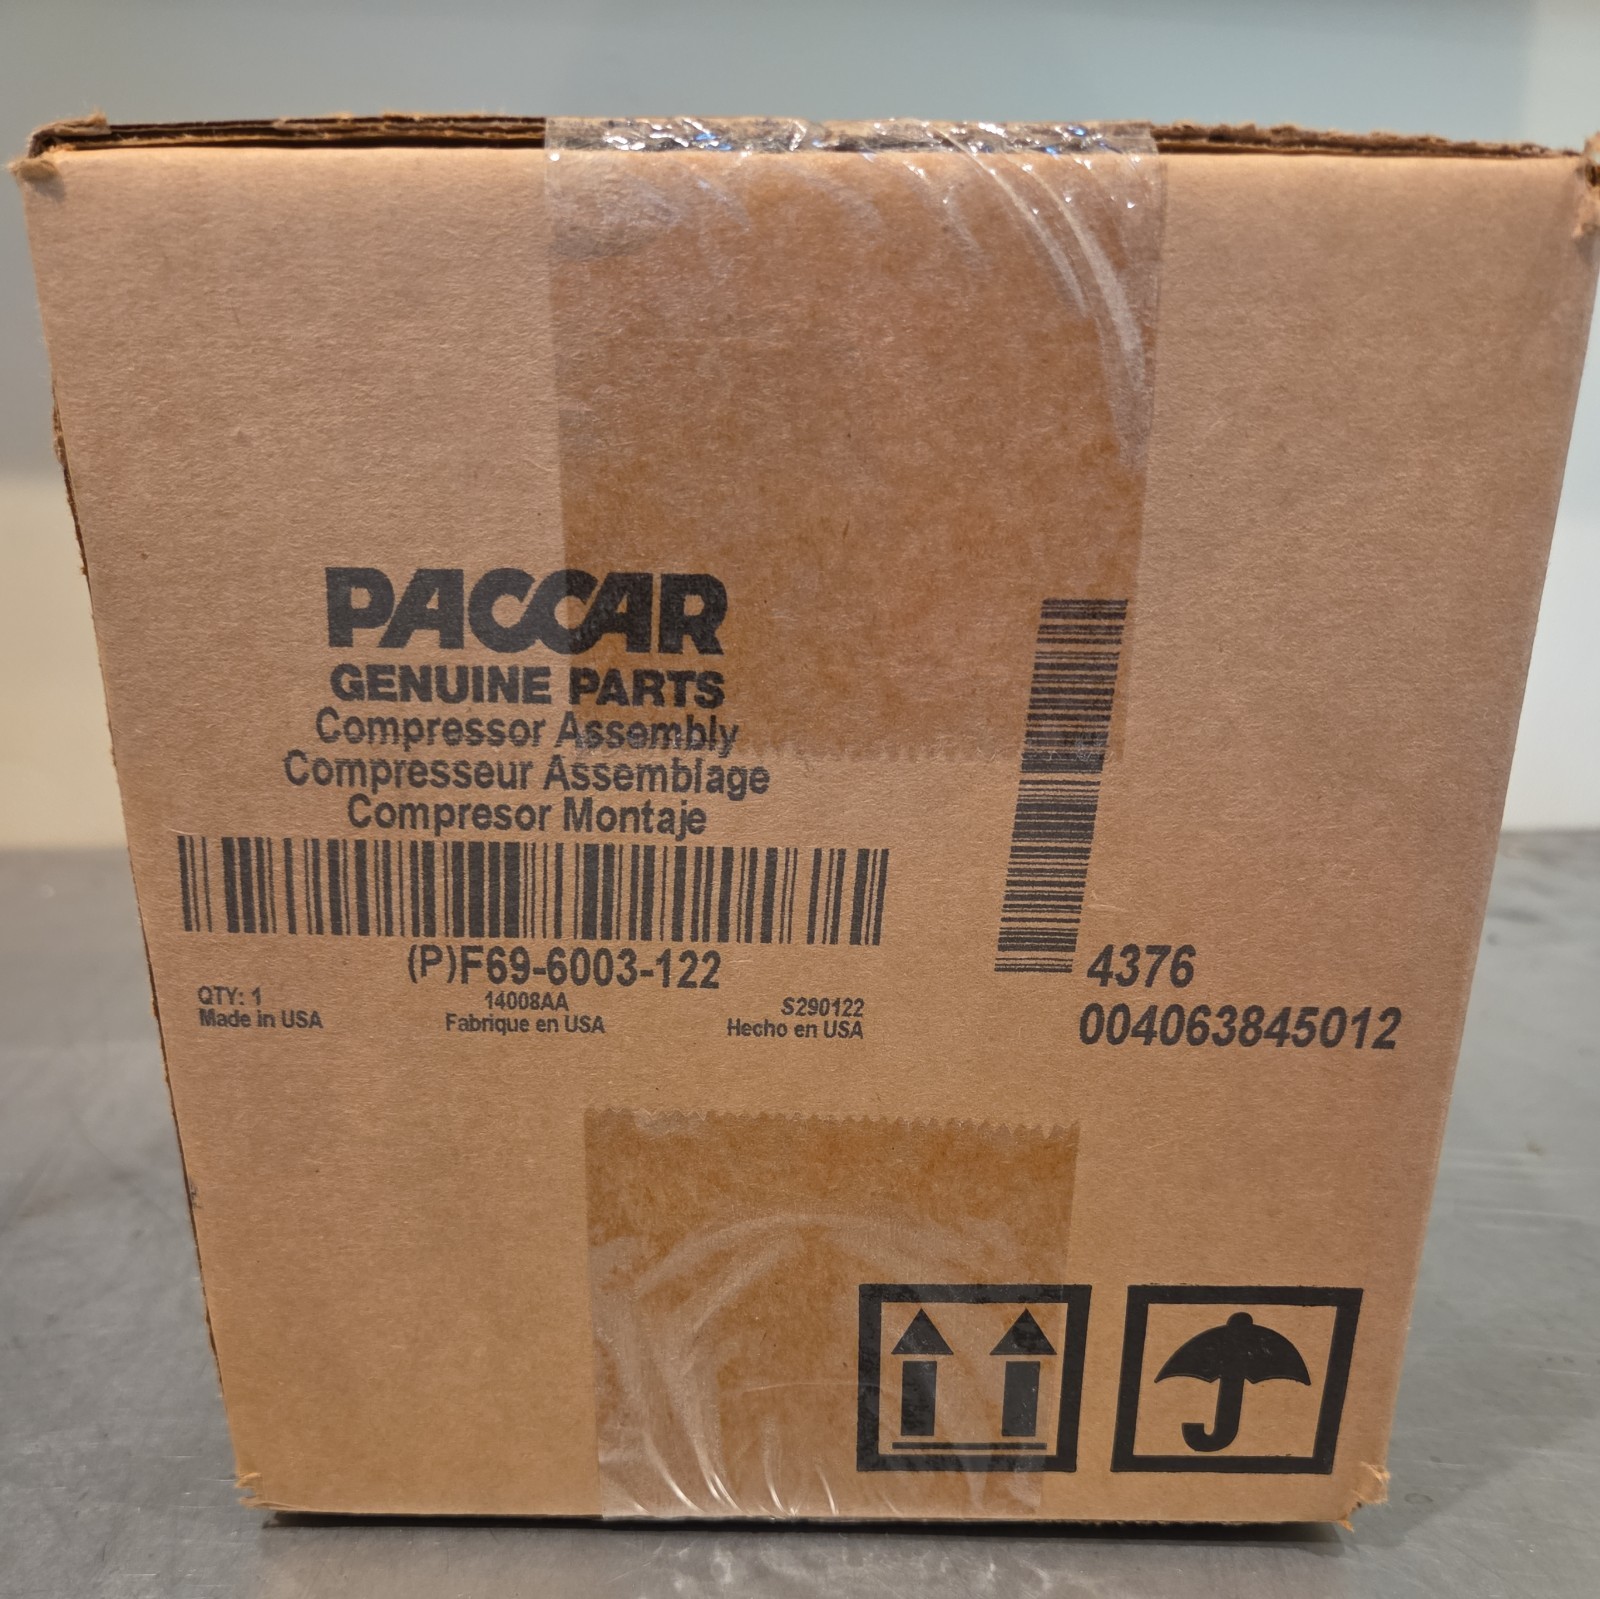 PACCAR
GENUINE PARTS
Compressor Assembly
Compresseur Assemblage
Compresor Montaje
(P)F69-6003-122
QTY: 1 14008AA S290122
Made in USA Fabrique en USA Hecho en USA
4376
004063845012